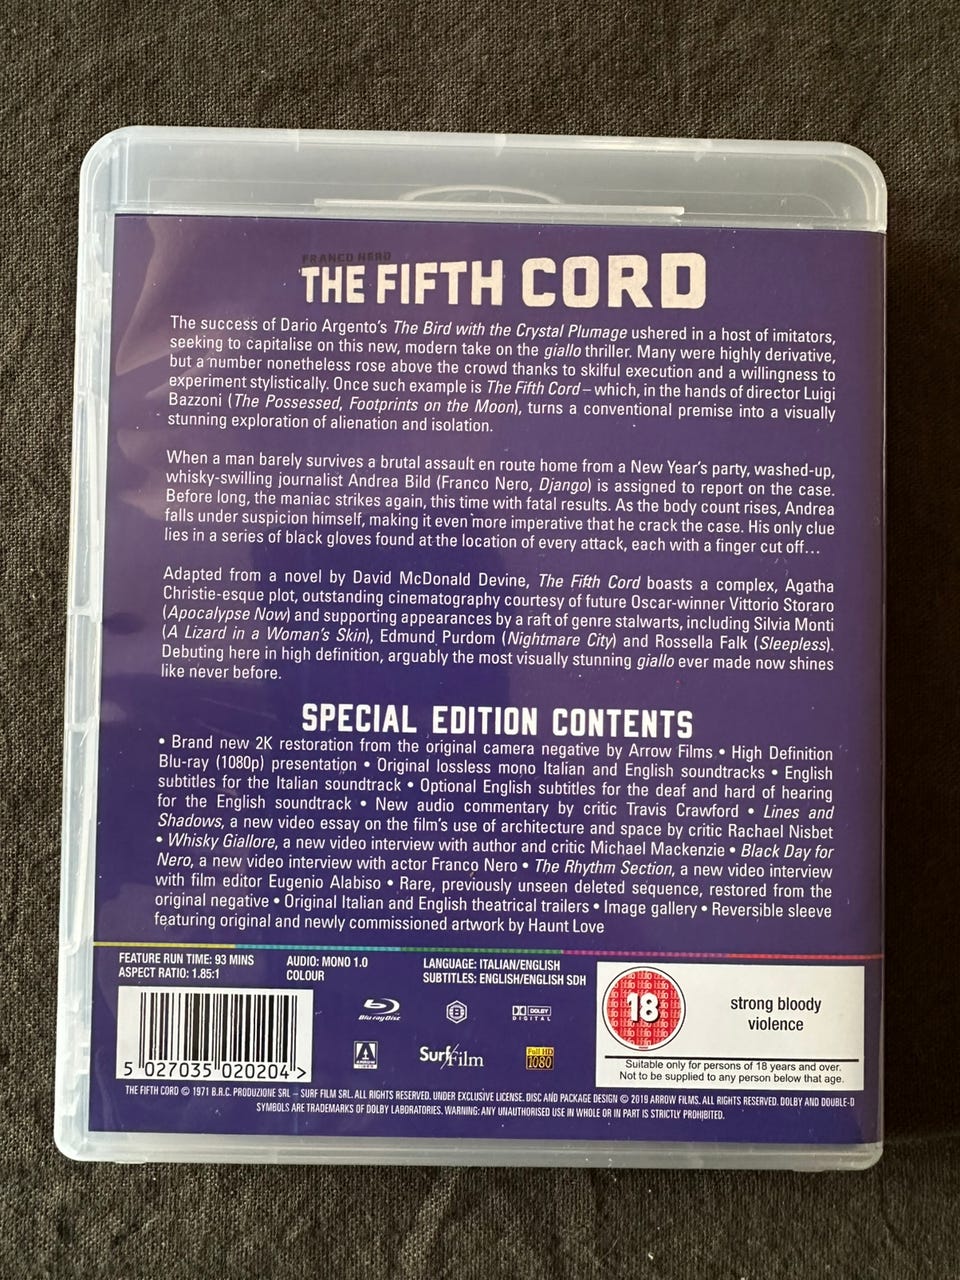 FRANCO NERO
THE FIFTH CORD
The success of Dario Argento's The Bird with the Crystal Plumage ushered in a host of imitators,
seeking to capitalise on this new, modern take on the giallo thriller. Many were highly derivative,
but a number nonetheless rose above the crowd thanks to skilful execution and a willingness to
experiment stylistically. Once such example is The Fifth Cord – which, in the hands of director Luigi
Bazzoni (The Possessed, Footprints on the Moon), turns a conventional premise into a visually
stunning exploration of alienation and isolation.
When a man barely survives a brutal assault en route home from a New Year's party, washed-up,
whisky-swilling journalist Andrea Bild (Franco Nero, Django) is assigned to report on the case.
Before long, the maniac strikes again, this time with fatal results. As the body count rises, Andrea
falls under suspicion himself, making it even more imperative that he crack the case. His only clue
lies in a series of black gloves found at the location of every attack, each with a finger cut off...
Adapted from a novel by David McDonald Devine, The Fifth Cord boasts a complex, Agatha
Christie-esque plot, outstanding cinematography courtesy of future Oscar-winner Vittorio Storaro
(Apocalypse Now) and supporting appearances by a raft of genre stalwarts, including Silvia Monti
(A Lizard in a Woman's Skin), Edmund Purdom (Nightmare City) and Rossella Falk (Sleepless).
Debuting here in high definition, arguably the most visually stunning giallo ever made now shines
like never before.
SPECIAL EDITION CONTENTS
• Brand new 2K restoration from the original camera negative by Arrow Films • High Definition
Blu-ray (1080p) presentation • Original lossless mono Italian and English soundtracks • English
subtitles for the Italian soundtrack • Optional English subtitles for the deaf and hard of hearing
for the English soundtrack • New audio commentary by critic Travis Crawford • Lines and
Shadows, a new video essay on the film's use of architecture and space by critic Rachael Nisbet
• Whisky Giallore, a new video interview with author and critic Michael Mackenzie • Black Day for
Nero, a new video interview with actor Franco Nero • The Rhythm Section, a new video interview
with film editor Eugenio Alabiso • Rare, previously unseen deleted sequence, restored from the
original negative • Original Italian and English theatrical trailers • Image gallery • Reversible sleeve
featuring original and newly commissioned artwork by Haunt Love
FEATURE RUN TIME: 93 MINS
ASPECT RATIO: 1.85:1
AUDIO: MONO 1.0
COLOUR
LANGUAGE: ITALIAN/ENGLISH
SUBTITLES: ENGLISH/ENGLISH SDH
5 027035 020204 >
Blu-ray Disc
B
DOLBY
DIGITAL
ARROW
VIDEO
Surf Film
Full HD
1080
18
strong bloody
violence
Suitable only for persons of 18 years and over.
Not to be supplied to any person below that age.
THE FIFTH CORD © 1971 B.R.C. PRODUZIONE SRL – SURF FILM SRL. ALL RIGHTS RESERVED. UNDER EXCLUSIVE LICENSE. DISC AND PACKAGE DESIGN © 2019 ARROW FILMS. ALL RIGHTS RESERVED. DOLBY AND DOUBLE-D
SYMBOLS ARE TRADEMARKS OF DOLBY LABORATORIES. WARNING: ANY UNAUTHORISED USE IN WHOLE OR IN PART IS STRICTLY PROHIBITED.